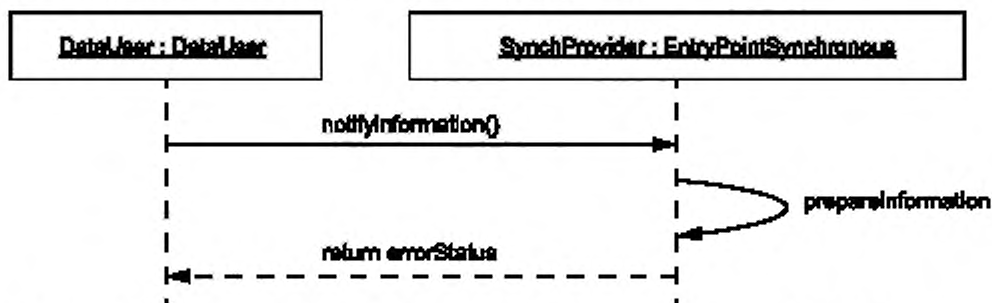 DataUser : DataUser
SynchProvider : EntryPointSynchronous
notifyInformation()
prepareInformation
return errorStatus